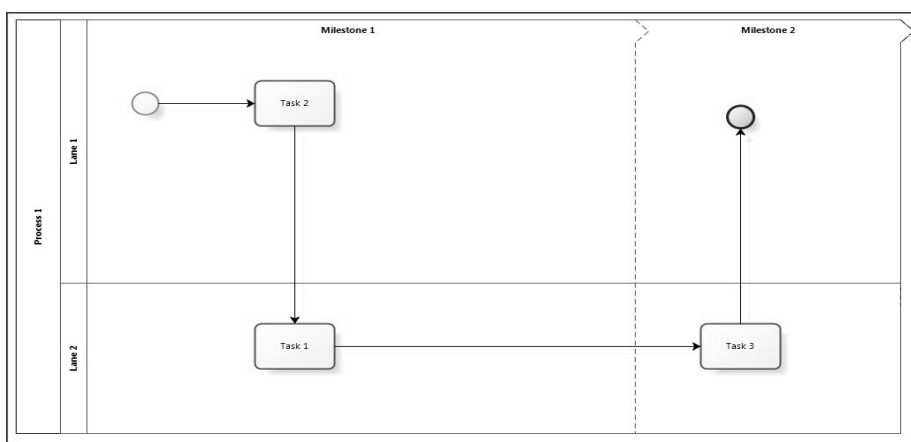 Milestone 1
Milestone 2
Process 1
Lane 1
Task 2
Lane 2
Task 1
Task 3